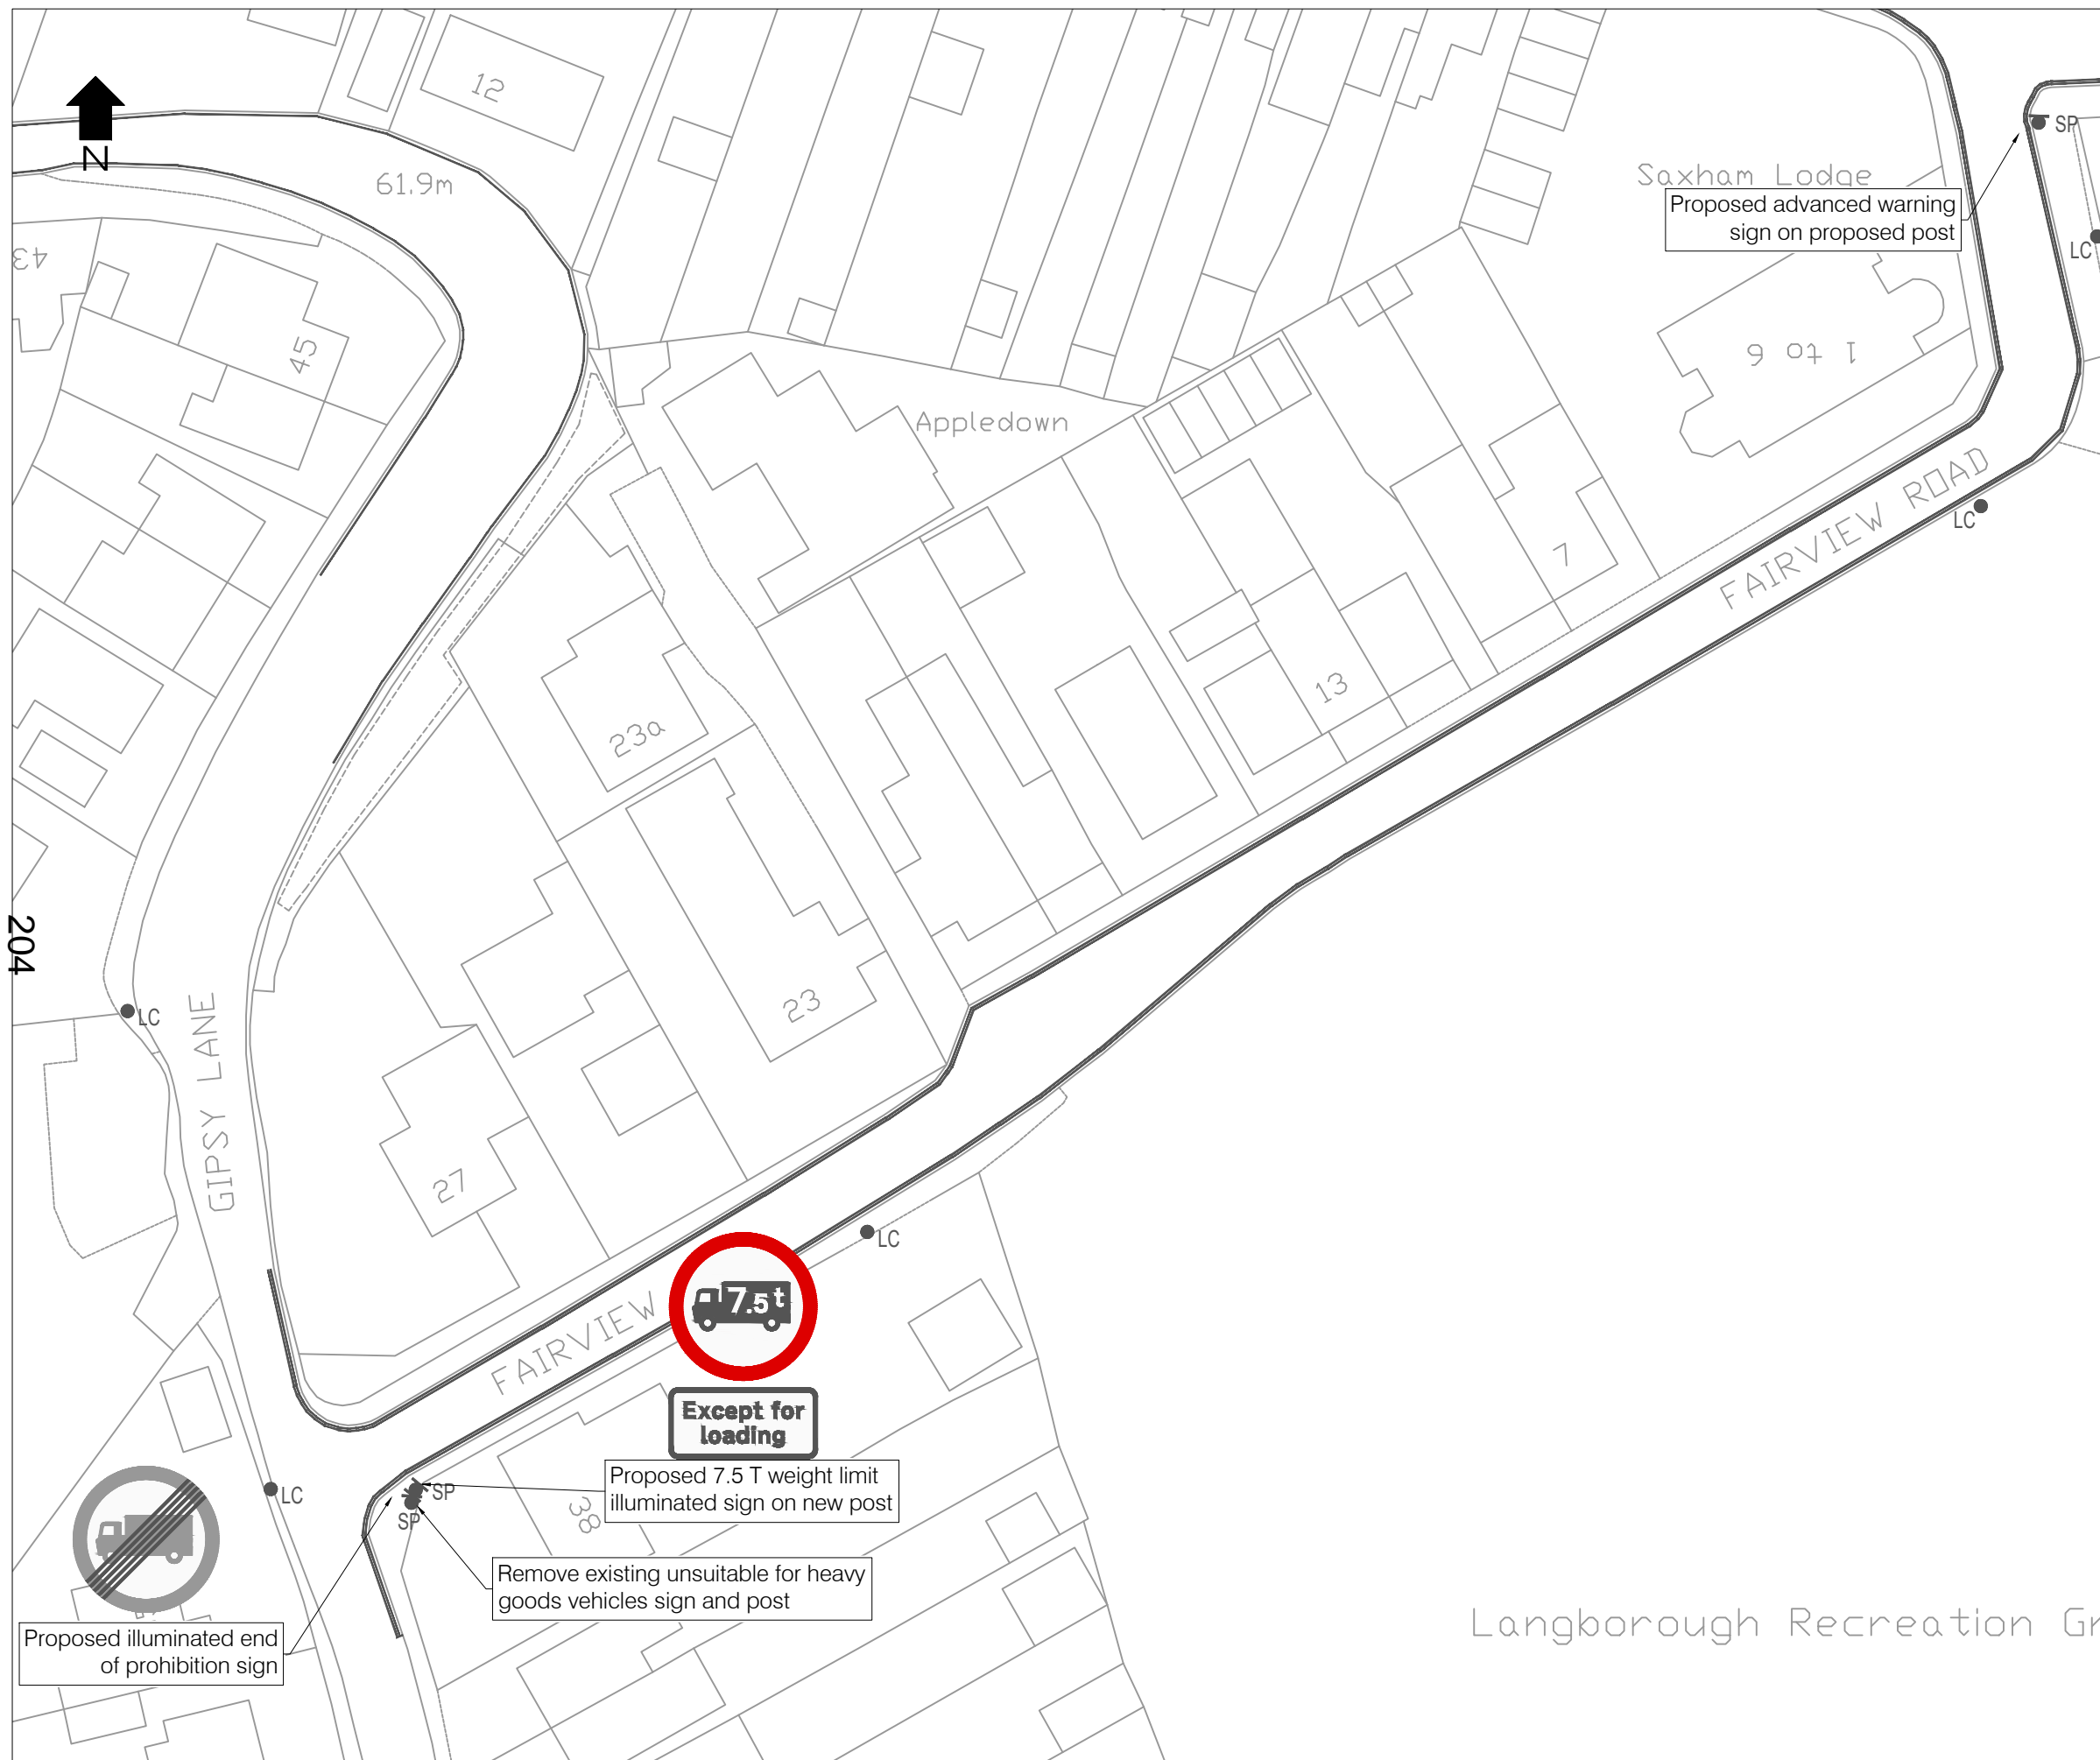 12
N
61.9m
43
45
SP
Saxham Lodge
Proposed advanced warning
sign on proposed post
LC
1 to 6
Appledown
FAIRVIEW ROAD
LC
7
13
23a
23
204
LC
GIPSY LANE
27
LC
FAIRVIEW
7.5t
Except for
loading
Proposed 7.5 T weight limit
illuminated sign on new post
SP
SP
LC
38
Remove existing unsuitable for heavy
goods vehicles sign and post
Proposed illuminated end
of prohibition sign
Langborough Recreation Gr